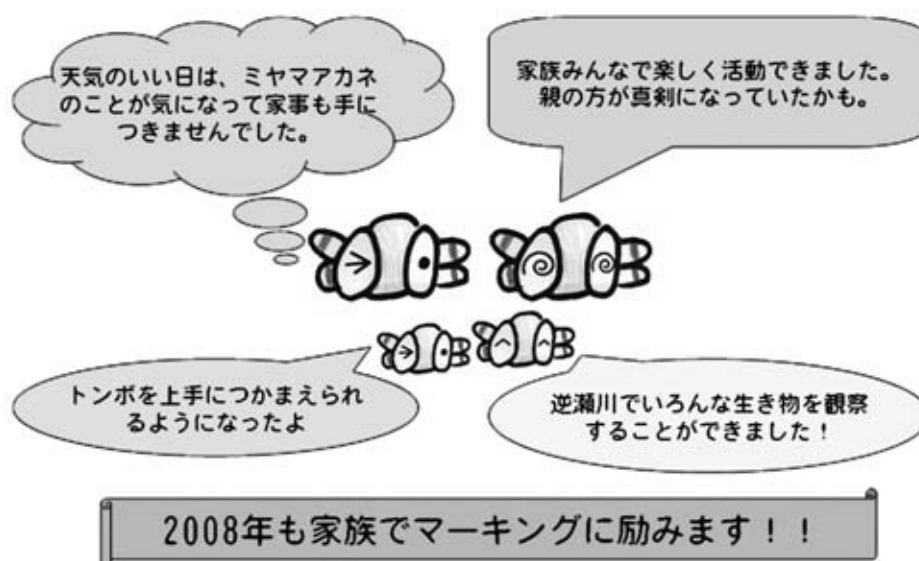 天気のいい日は、ミヤマアカネ
のことが気になって家事も手に
つきませんでした。
家族みんなで楽しく活動できました。
親の方が真剣になっていたかも。
トンボを上手につかまえられ
るようになったよ
逆瀬川でいろんな生き物を観察
することができました！
2008年も家族でマーキングに励みます！！